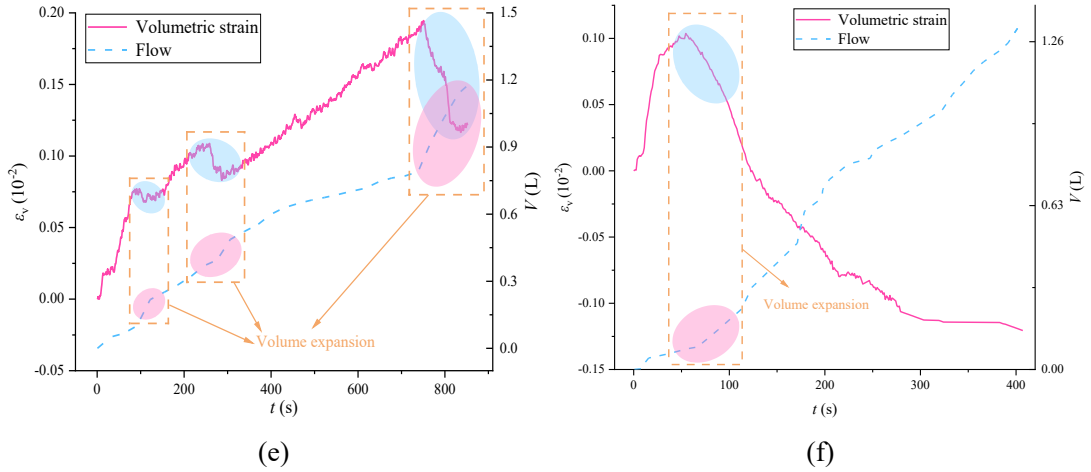 Volumetric strain
Flow
0.20
0.15
0.10
0.05
0.00
-0.05
εᵥ (10⁻²)
1.5
1.2
0.9
0.6
0.3
0.0
V (L)
Volume expansion
0
200
400
600
800
t (s)
(e)
Volumetric strain
Flow
0.10
0.05
0.00
-0.05
-0.10
-0.15
εᵥ (10⁻²)
1.26
0.63
0.00
V (L)
Volume expansion
0
100
200
300
400
t (s)
(f)